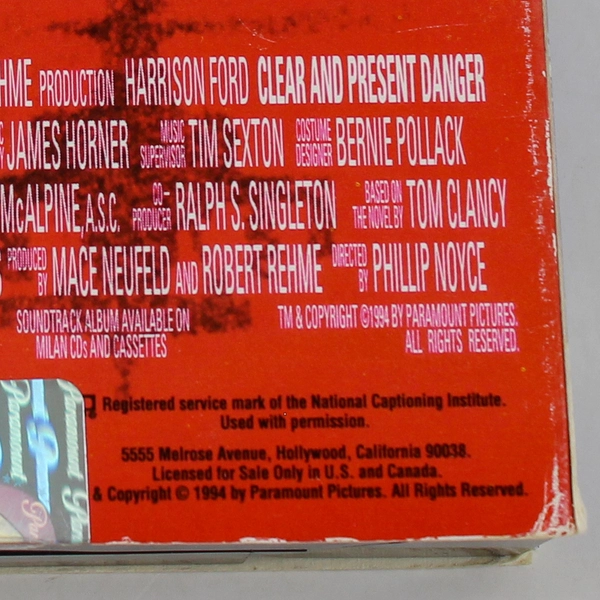 HME PRODUCTION HARRISON FORD CLEAR AND PRESENT DANGER
JAMES HORNER MUSIC SUPERVISOR TIM SEXTON COSTUME DESIGNER BERNIE POLLACK
McALPINE, A.S.C. CO-PRODUCER RALPH S. SINGLETON BASED ON THE NOVEL BY TOM CLANCY
PRODUCED BY MACE NEUFELD AND ROBERT REHME DIRECTED BY PHILLIP NOYCE
SOUNDTRACK ALBUM AVAILABLE ON
MILAN CDs AND CASSETTES
TM & COPYRIGHT ©1994 BY PARAMOUNT PICTURES.
ALL RIGHTS RESERVED.
Registered service mark of the National Captioning Institute.
Used with permission.
5555 Melrose Avenue, Hollywood, California 90038.
Licensed for Sale Only in U.S. and Canada.
& Copyright © 1994 by Paramount Pictures. All Rights Reserved.